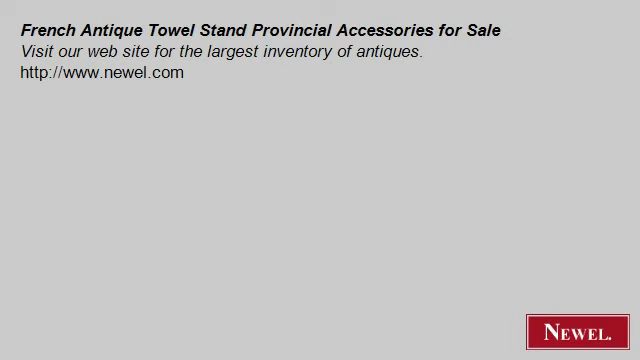 French Antique Towel Stand Provincial Accessories for Sale
Visit our web site for the largest inventory of antiques.
http://www.newel.com
NEWEL.